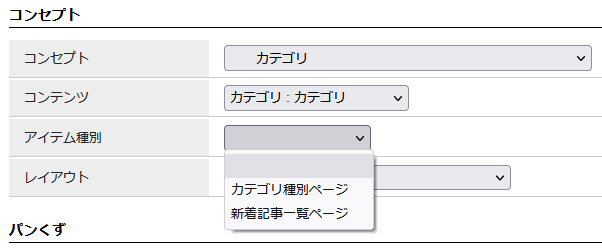 コンセプト
コンセプト
カテゴリ
コンテンツ
カテゴリ : カテゴリ
アイテム種別
レイアウト
カテゴリ種別ページ
新着記事一覧ページ
パンくず